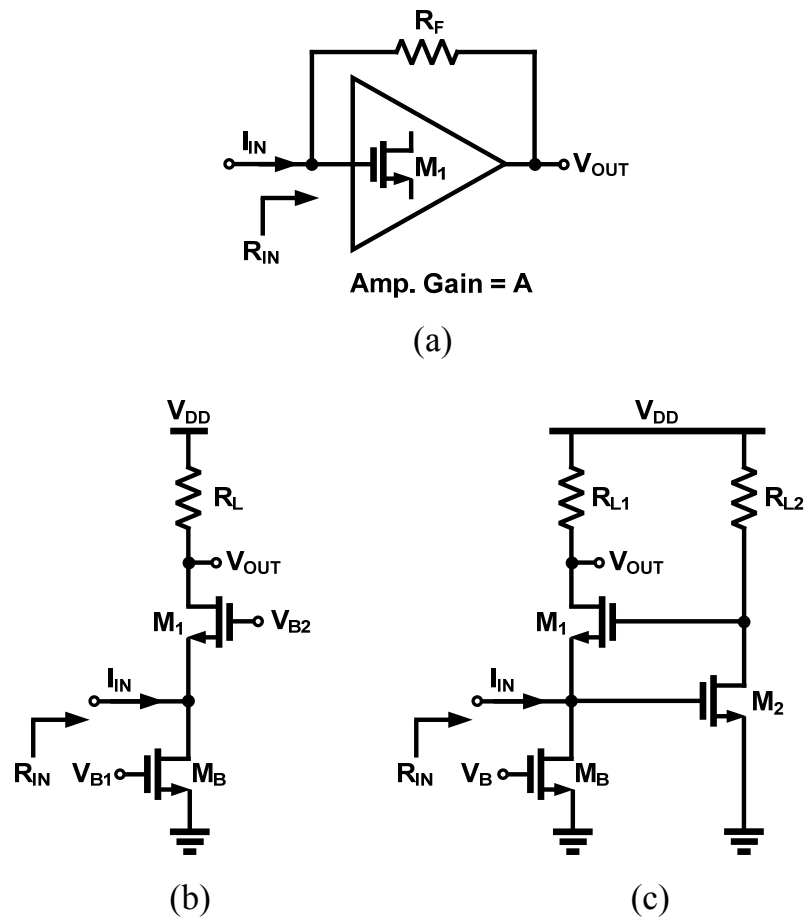 R_F
I_IN
M_1
V_OUT
R_IN
Amp. Gain = A
(a)
V_DD
R_L
V_OUT
M_1
V_B2
I_IN
R_IN
V_B1
M_B
(b)
V_DD
R_L1
R_L2
V_OUT
M_1
I_IN
M_2
R_IN
V_B
M_B
(c)